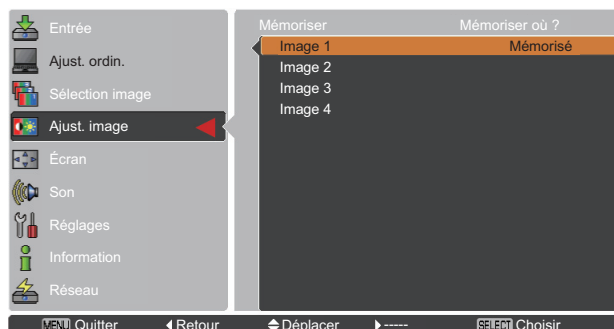 Entrée
Ajust. ordin.
Sélection image
Ajust. image
Écran
Son
Réglages
Information
Réseau
Mémoriser Mémoriser où ?
Image 1 Mémorisé
Image 2
Image 3
Image 4
MENU Quitter Retour Déplacer ----- SELECT Choisir